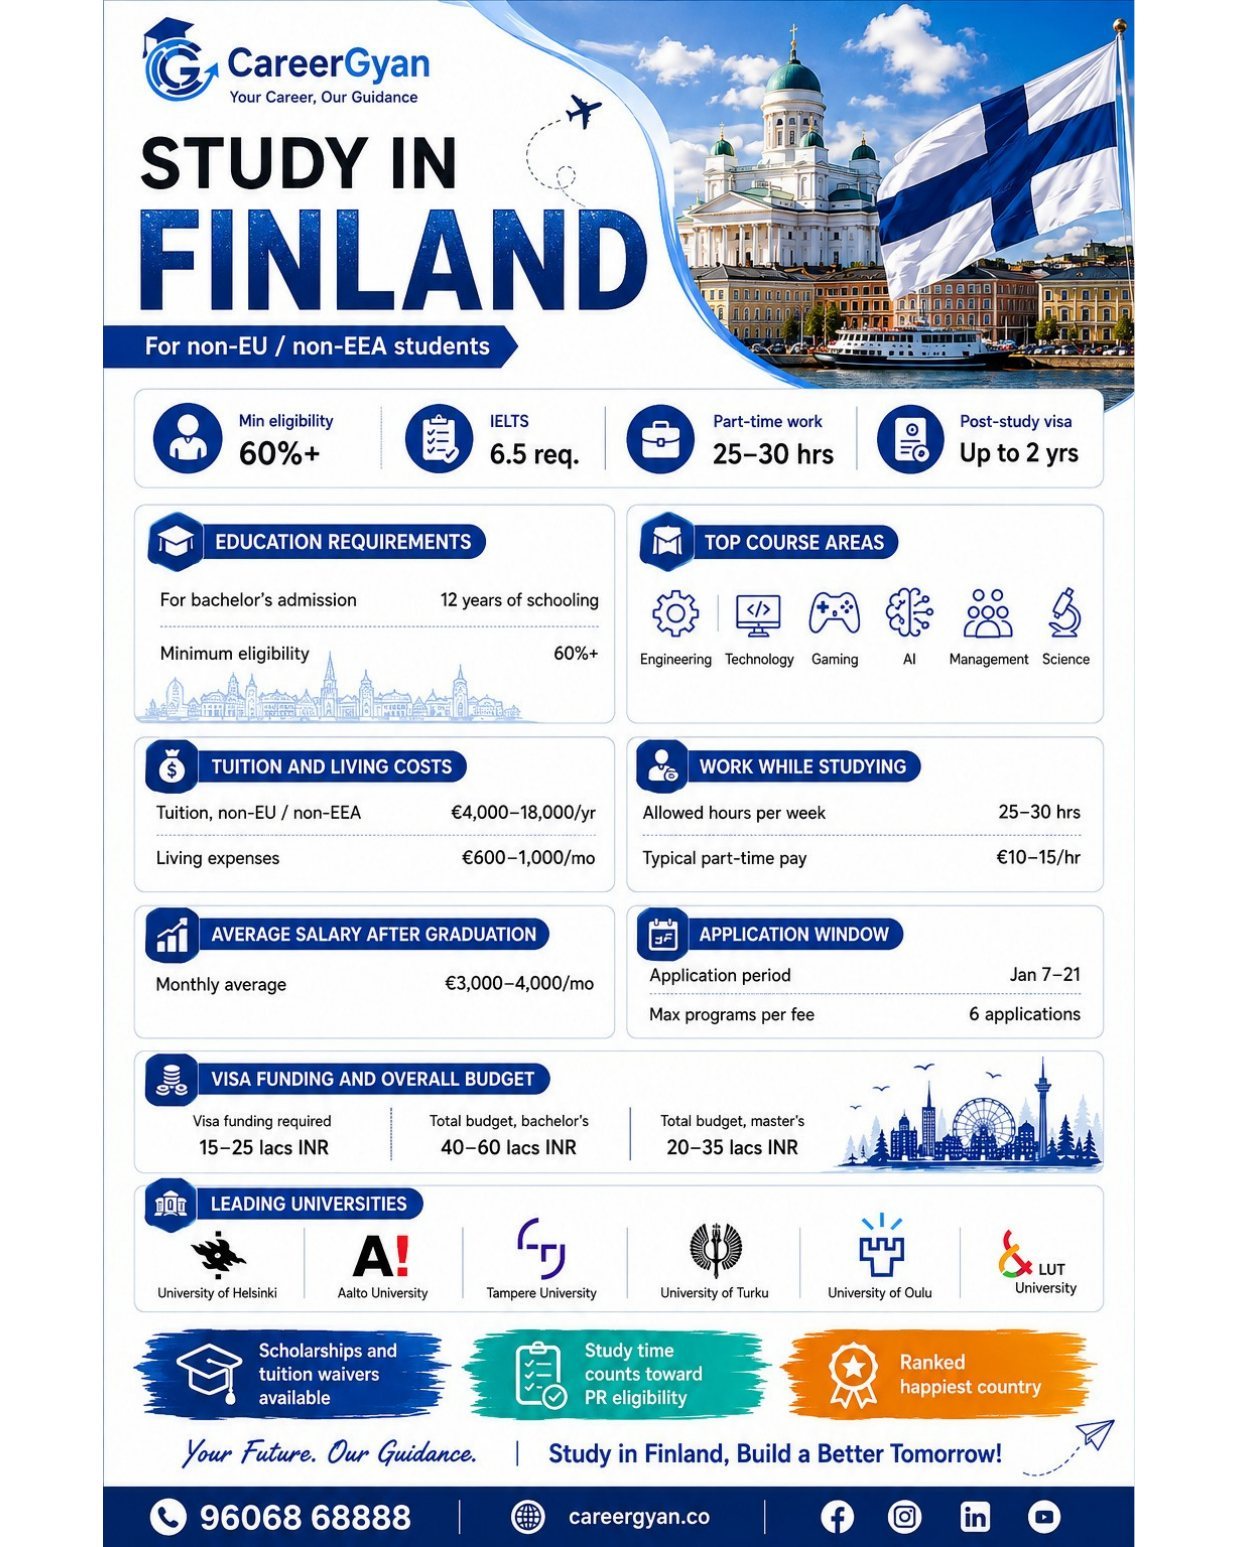 CareerGyan
Your Career, Our Guidance
STUDY IN
FINLAND
For non-EU / non-EEA students
Min eligibility
60%+
IELTS
6.5 req.
Part-time work
25–30 hrs
Post-study visa
Up to 2 yrs
EDUCATION REQUIREMENTS
For bachelor's admission 12 years of schooling
Minimum eligibility 60%+
TOP COURSE AREAS
Engineering Technology Gaming AI Management Science
TUITION AND LIVING COSTS
Tuition, non-EU / non-EEA €4,000–18,000/yr
Living expenses €600–1,000/mo
WORK WHILE STUDYING
Allowed hours per week 25–30 hrs
Typical part-time pay €10–15/hr
AVERAGE SALARY AFTER GRADUATION
Monthly average €3,000–4,000/mo
APPLICATION WINDOW
Application period Jan 7–21
Max programs per fee 6 applications
VISA FUNDING AND OVERALL BUDGET
Visa funding required
15–25 lacs INR
Total budget, bachelor's
40–60 lacs INR
Total budget, master's
20–35 lacs INR
LEADING UNIVERSITIES
University of Helsinki
A!
Aalto University
Tampere University
University of Turku
University of Oulu
LUT
University
Scholarships and
tuition waivers
available
Study time
counts toward
PR eligibility
Ranked
happiest country
Your Future. Our Guidance. | Study in Finland, Build a Better Tomorrow!
96068 68888
careergyan.co